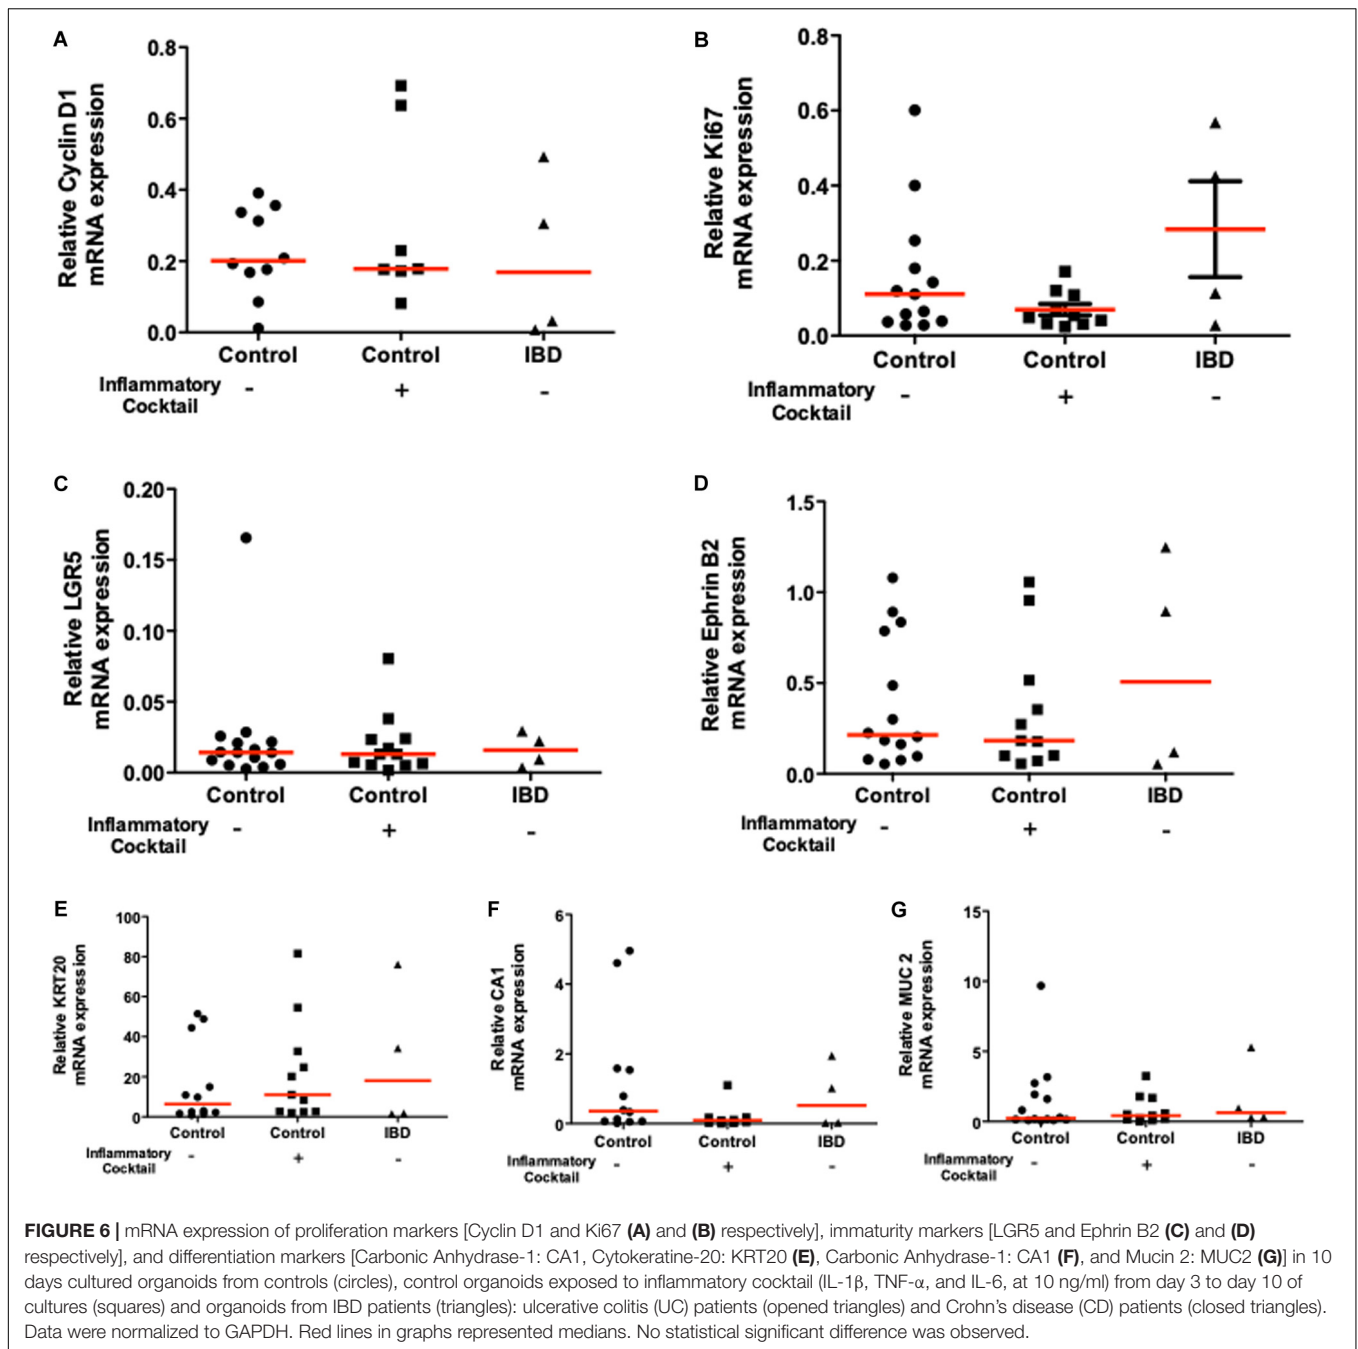 A
Relative Cyclin D1
mRNA expression
0.8
0.6
0.4
0.2
0.0
Control
Control
IBD
Inflammatory
Cocktail
-
+
-
B
Relative Ki67
mRNA expression
0.8
0.6
0.4
0.2
0.0
Control
Control
IBD
Inflammatory
Cocktail
-
+
-
C
Relative LGR5
mRNA expression
0.20
0.15
0.10
0.05
0.00
Control
Control
IBD
Inflammatory
Cocktail
-
+
-
D
Relative Ephrin B2
mRNA expression
1.5
1.0
0.5
0.0
Control
Control
IBD
Inflammatory
Cocktail
-
+
-
E
Relative KRT20
mRNA expression
100
80
60
40
20
0
Control
Control
IBD
Inflammatory
Cocktail
-
+
-
F
Relative CA1
mRNA expression
6
4
2
0
Control
Control
IBD
Inflammatory
Cocktail
-
+
-
G
Relative MUC 2
mRNA expression
15
10
5
0
Control
Control
IBD
Inflammatory
Cocktail
-
+
-
FIGURE 6 | mRNA expression of proliferation markers [Cyclin D1 and Ki67 (A) and (B) respectively], immaturity markers [LGR5 and Ephrin B2 (C) and (D)
respectively], and differentiation markers [Carbonic Anhydrase-1: CA1, Cytokeratine-20: KRT20 (E), Carbonic Anhydrase-1: CA1 (F), and Mucin 2: MUC2 (G)] in 10
days cultured organoids from controls (circles), control organoids exposed to inflammatory cocktail (IL-1β, TNF-α, and IL-6, at 10 ng/ml) from day 3 to day 10 of
cultures (squares) and organoids from IBD patients (triangles): ulcerative colitis (UC) patients (opened triangles) and Crohn's disease (CD) patients (closed triangles).
Data were normalized to GAPDH. Red lines in graphs represented medians. No statistical significant difference was observed.